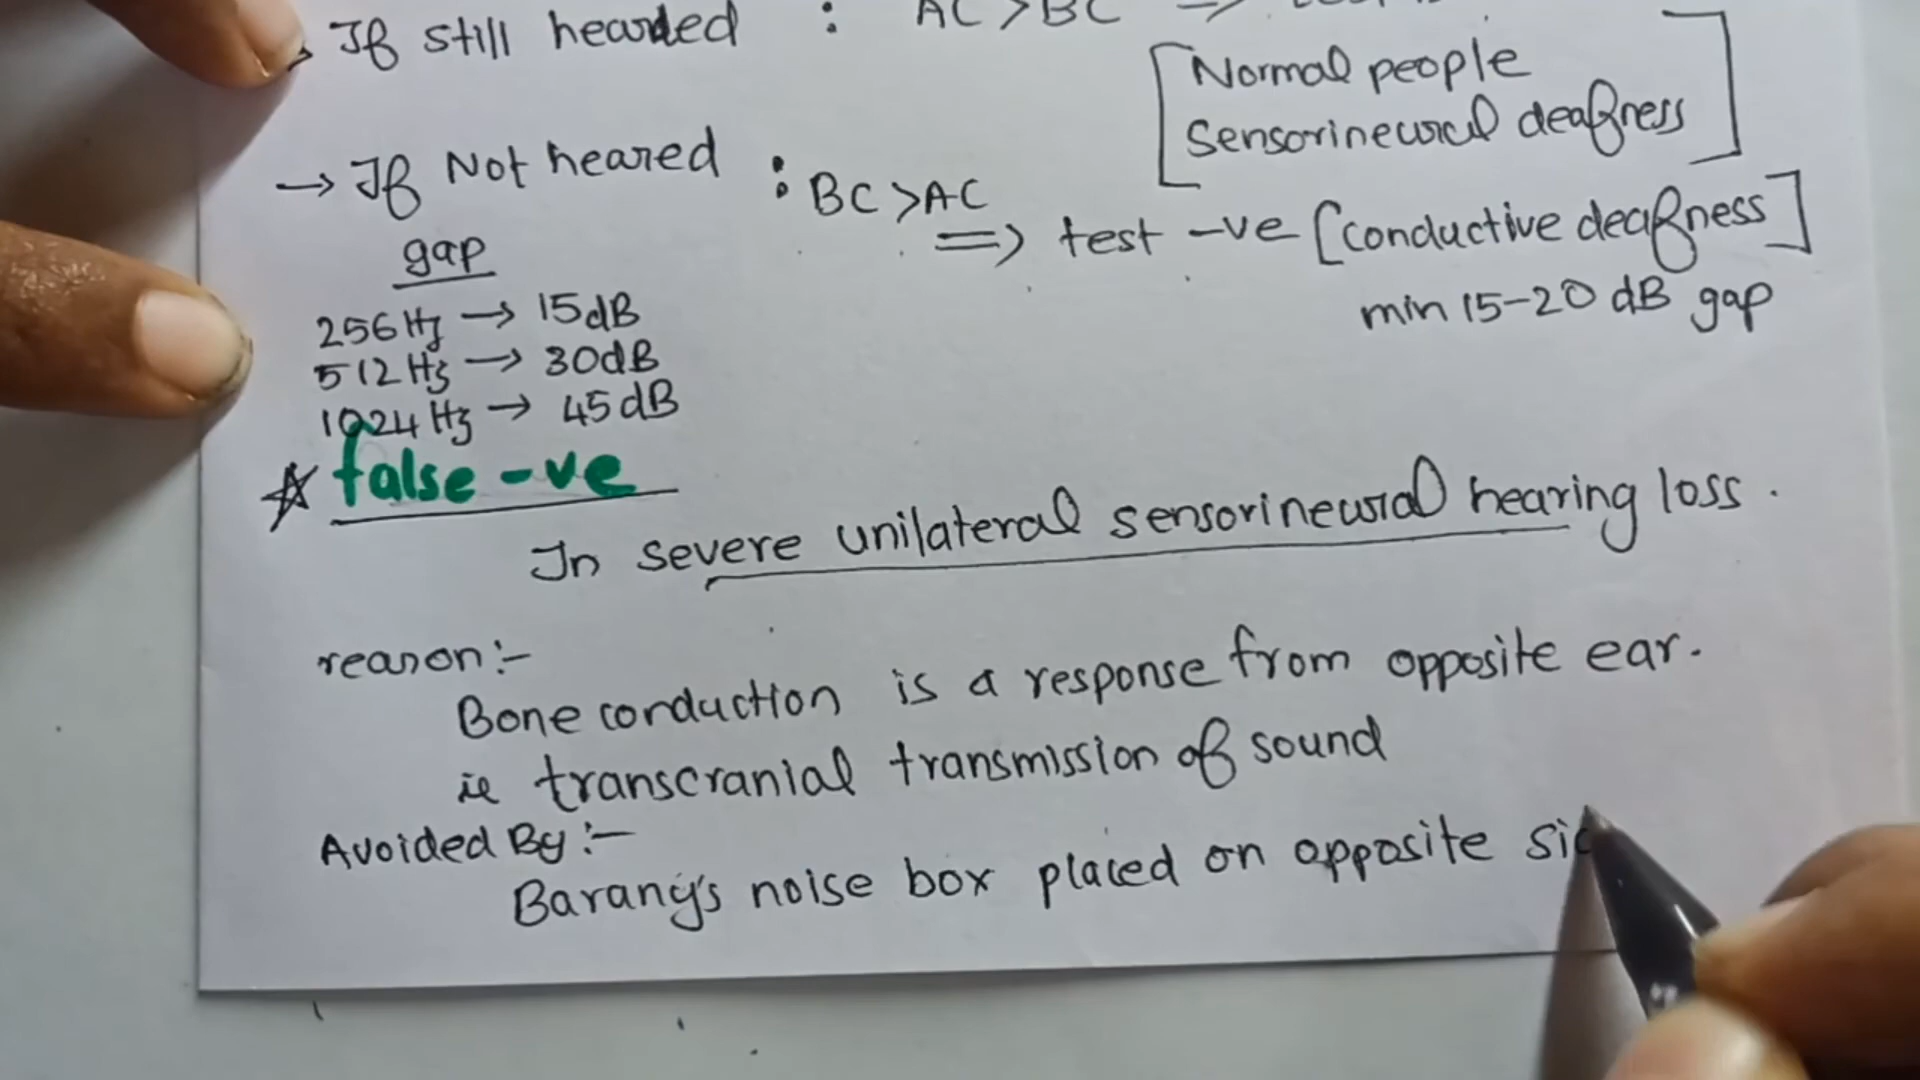 If still hearded : AC > BC =>
[Normal people
Sensorineural deafness]
→ If Not heared : BC > AC
=> test -ve [conductive deafness]
min 15-20 dB gap
gap
256 Hz → 15dB
512 Hz → 30dB
1024 Hz → 45dB
☆ false -ve
In severe unilateral sensorineural hearing loss.
reason:-
Bone conduction is a response from opposite ear.
ie transcranial transmission of sound
Avoided By:-
Barany's noise box placed on opposite sid